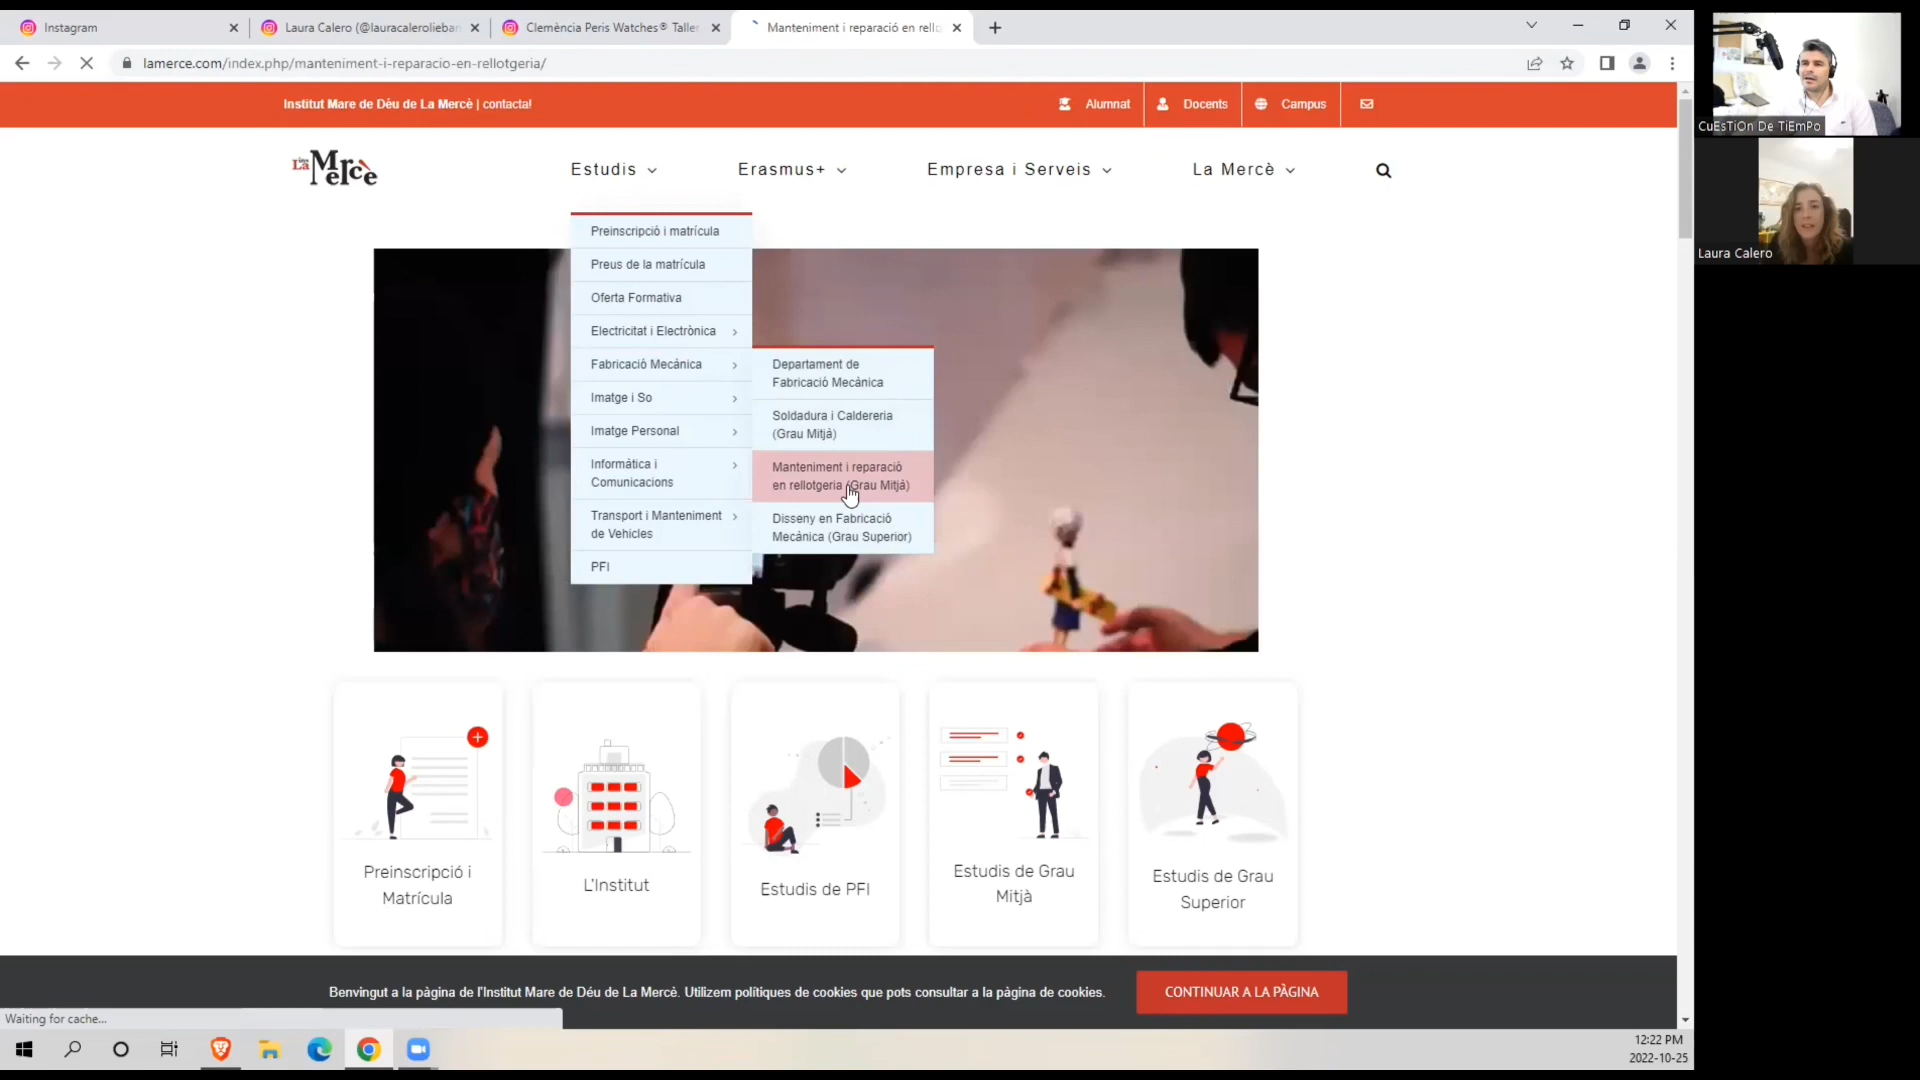 Instagram
Laura Calero (@lauracalerolieban
Clemència Peris Watches® Taller
Manteniment i reparació en rello
lamerce.com/index.php/manteniment-i-reparacio-en-rellotgeria/
Institut Mare de Déu de La Mercè | contacta!
Alumnat
Docents
Campus
ins La Mercè
Estudis
Erasmus+
Empresa i Serveis
La Mercè
Preinscripció i matrícula
Preus de la matrícula
Oferta Formativa
Electricitat i Electrònica
Fabricació Mecánica
Imatge i So
Imatge Personal
Informàtica i
Comunicacions
Transport i Manteniment
de Vehicles
PFI
Departament de
Fabricació Mecànica
Soldadura i Caldereria
(Grau Mitjà)
Manteniment i reparació
en rellotgeria (Grau Mitjà)
Disseny en Fabricació
Mecànica (Grau Superior)
Preinscripció i
Matrícula
L'Institut
Estudis de PFI
Estudis de Grau
Mitjà
Estudis de Grau
Superior
Benvingut a la pàgina de l'Institut Mare de Déu de La Mercè. Utilizem polítiques de cookies que pots consultar a la pàgina de cookies.
CONTINUAR A LA PÀGINA
Waiting for cache...
12:22 PM
2022-10-25
CuEsTiOn De TiEmPo
Laura Calero